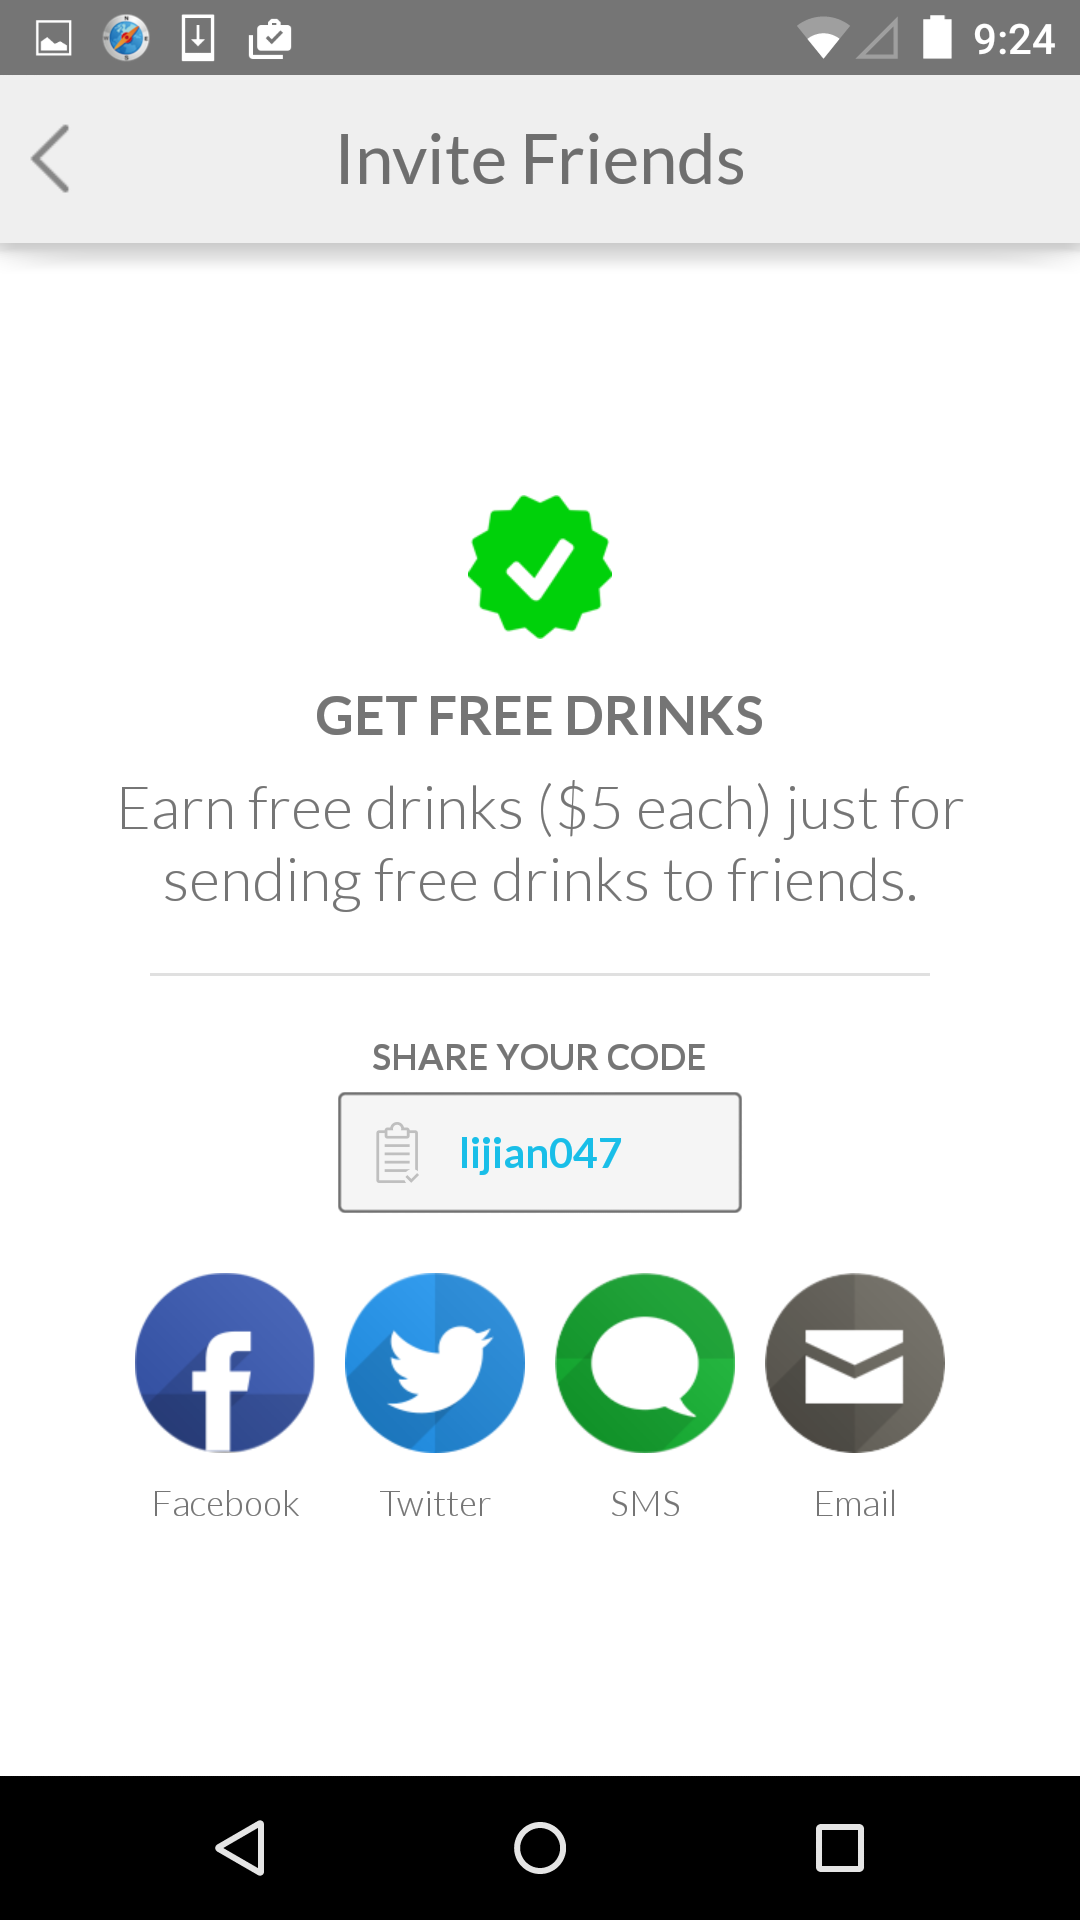 9:24
Invite Friends
GET FREE DRINKS
Earn free drinks ($5 each) just for
sending free drinks to friends.
SHARE YOUR CODE
lijian047
Facebook
Twitter
SMS
Email